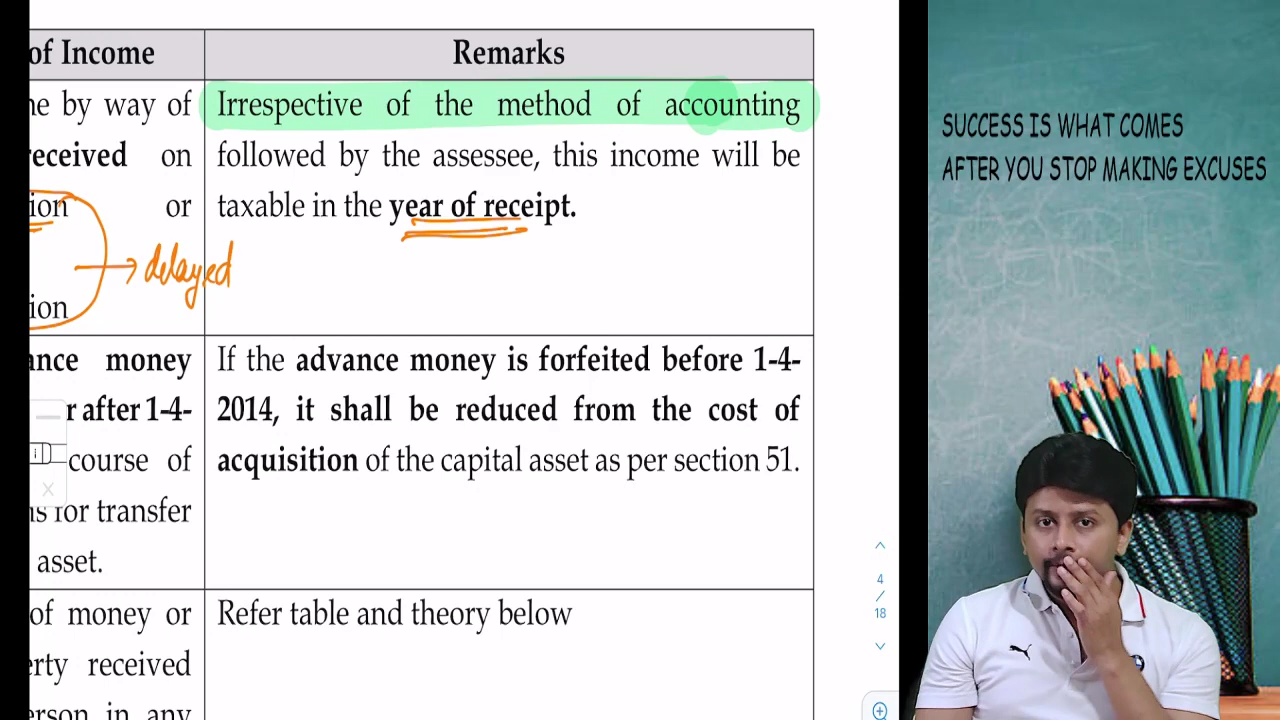 of Income
Remarks
ne by way of
received on
ion or
ion
delayed
Irrespective of the method of accounting
followed by the assessee, this income will be
taxable in the year of receipt.
ance money
r after 1-4-
course of
is for transfer
asset.
If the advance money is forfeited before 1-4-
2014, it shall be reduced from the cost of
acquisition of the capital asset as per section 51.
of money or
erty received
erson in any
Refer table and theory below
4
/
18
SUCCESS IS WHAT COMES
AFTER YOU STOP MAKING EXCUSES